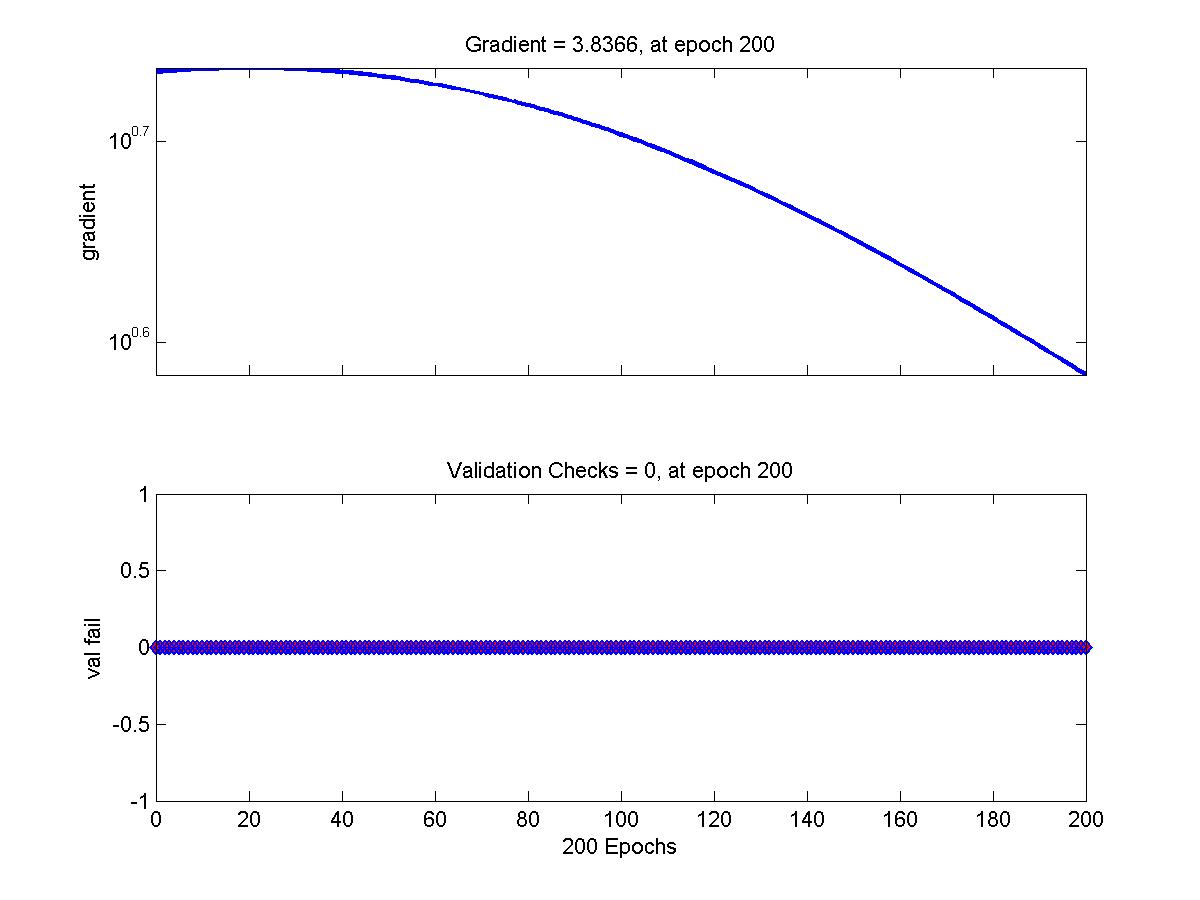 Gradient = 3.8366, at epoch 200
10^0.7
gradient
10^0.6
Validation Checks = 0, at epoch 200
1
0.5
val fail
0
-0.5
-1
0 20 40 60 80 100 120 140 160 180 200
200 Epochs